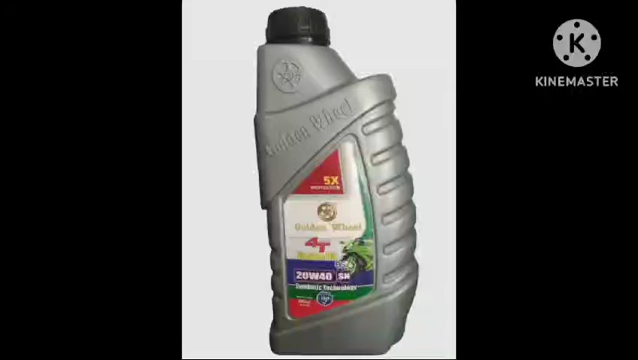 KINEMASTER
Golden Wheel
5X
Golden Wheel
4T
20W40 SN
Synthetic Technology